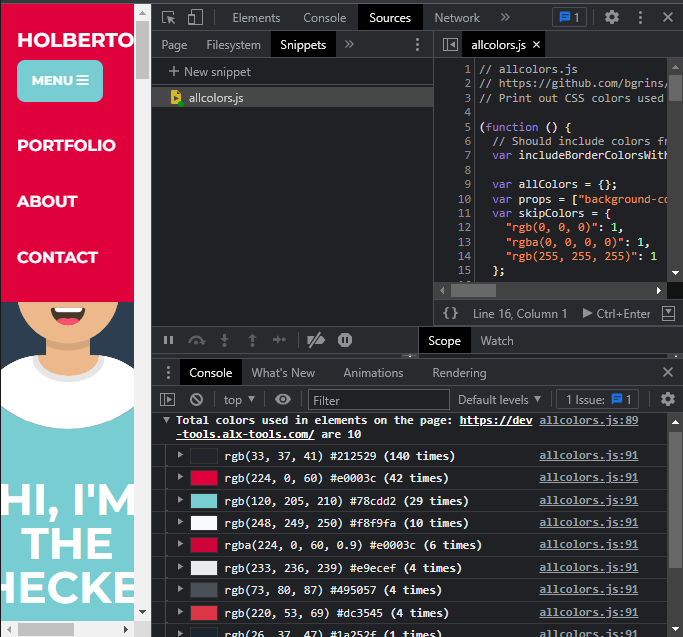 HOLBERTO
MENU
PORTFOLIO
ABOUT
CONTACT
HI, I'M
THE
HECKE
Elements Console Sources Network » 1
Page Filesystem Snippets »
allcolors.js
+ New snippet
allcolors.js
1 // allcolors.js
2 // https://github.com/bgrins/
3 // Print out CSS colors used
4
5 (function () {
6 // Should include colors fr
7 var includeBorderColorsWith
8
9 var allColors = {};
10 var props = ["background-co
11 var skipColors = {
12 "rgb(0, 0, 0)": 1,
13 "rgba(0, 0, 0, 0)": 1,
14 "rgb(255, 255, 255)": 1
15 };
{} Line 16, Column 1 Ctrl+Enter
Scope Watch
Console What's New Animations Rendering
top Filter Default levels 1 Issue: 1
Total colors used in elements on the page: https://dev allcolors.js:89
-tools.alx-tools.com/ are 10
rgb(33, 37, 41) #212529 (140 times) allcolors.js:91
rgb(224, 0, 60) #e0003c (42 times) allcolors.js:91
rgb(120, 205, 210) #78cdd2 (29 times) allcolors.js:91
rgb(248, 249, 250) #f8f9fa (10 times) allcolors.js:91
rgba(224, 0, 60, 0.9) #e0003c (6 times) allcolors.js:91
rgb(233, 236, 239) #e9ecef (4 times) allcolors.js:91
rgb(73, 80, 87) #495057 (4 times) allcolors.js:91
rgb(220, 53, 69) #dc3545 (4 times) allcolors.js:91
rgb(26, 37, 47) #1a252f (1 times) allcolors.js:91